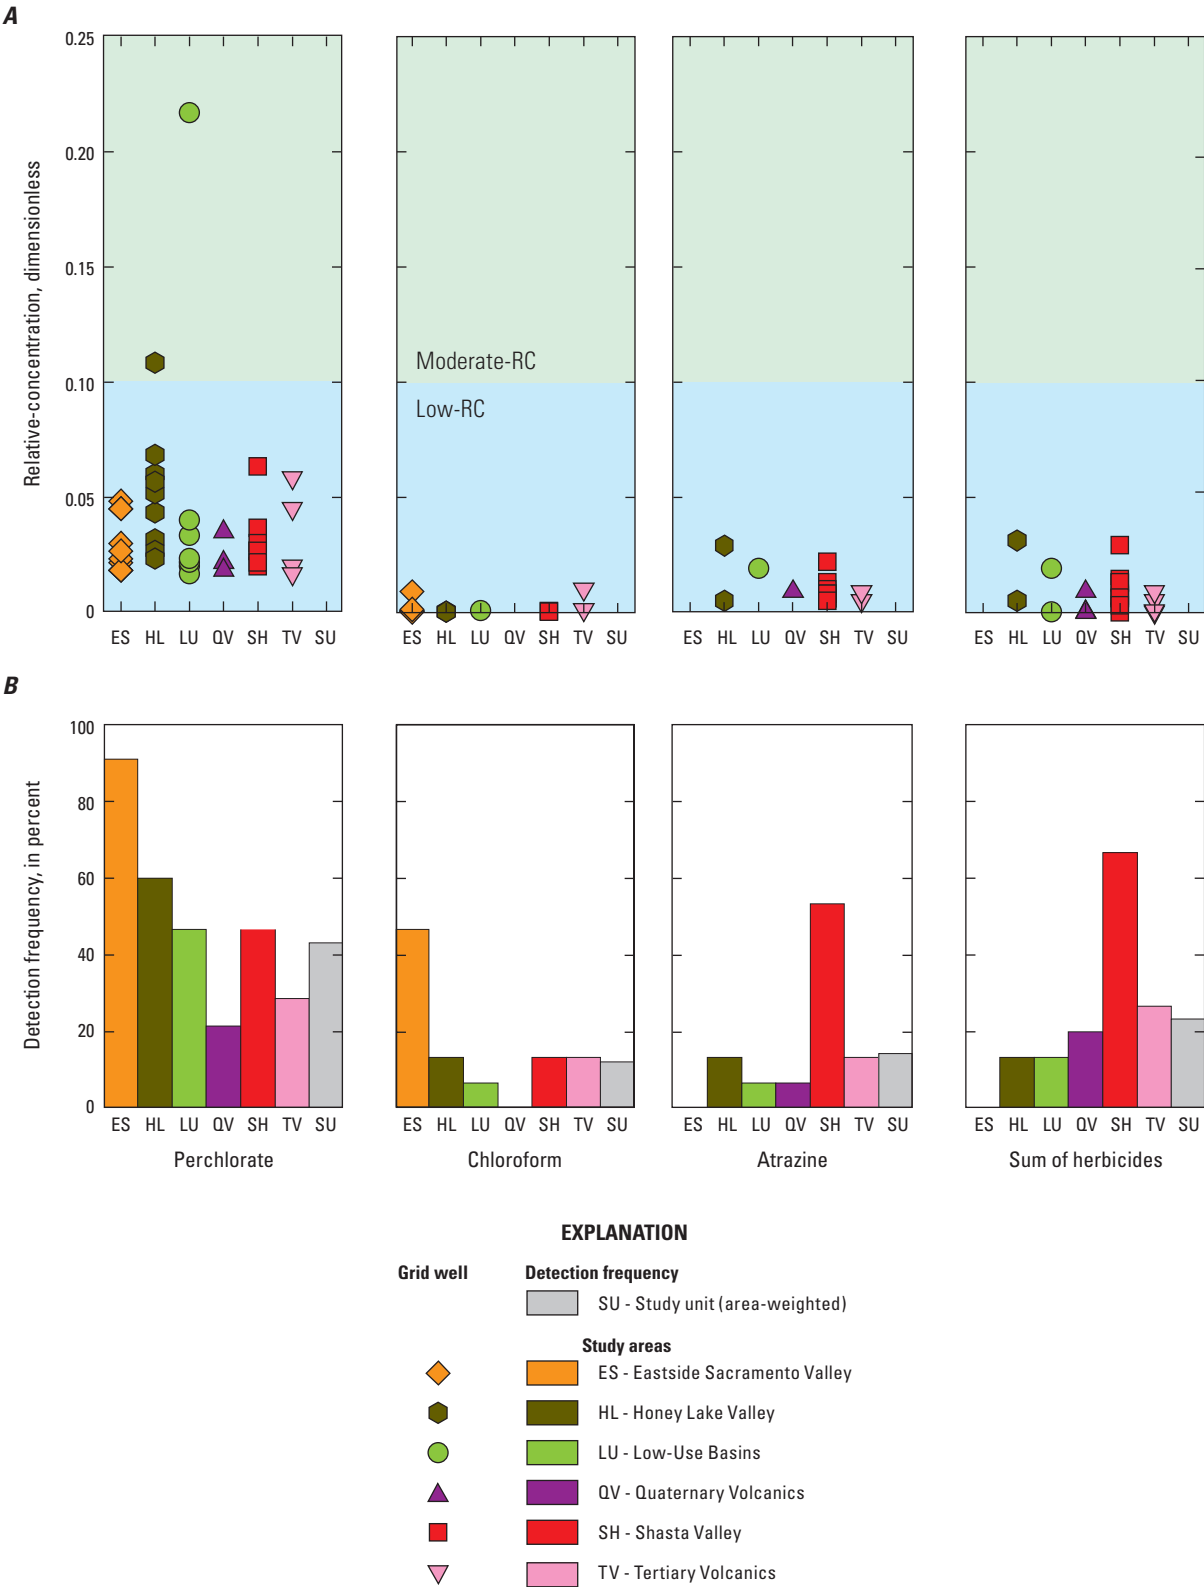 A
0.25
0.20
0.15
0.10
0.05
0
Relative-concentration, dimensionless
Moderate-RC
Low-RC
ES HL LU QV SH TV SU
ES HL LU QV SH TV SU
ES HL LU QV SH TV SU
ES HL LU QV SH TV SU
B
100
80
60
40
20
0
Detection frequency, in percent
ES HL LU QV SH TV SU
ES HL LU QV SH TV SU
ES HL LU QV SH TV SU
ES HL LU QV SH TV SU
Perchlorate
Chloroform
Atrazine
Sum of herbicides
EXPLANATION
Grid well Detection frequency
SU - Study unit (area-weighted)
Study areas
ES - Eastside Sacramento Valley
HL - Honey Lake Valley
LU - Low-Use Basins
QV - Quaternary Volcanics
SH - Shasta Valley
TV - Tertiary Volcanics